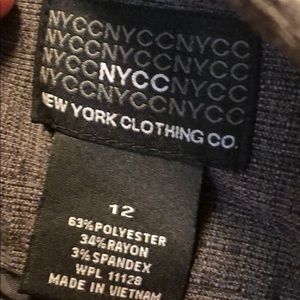 NYCCNYCCNYCC
NYCCNYCCNYCC
NYCCNYCCNYCC
NYCCNYCCNYCC
NEW YORK CLOTHING CO.
12
63% POLYESTER
34% RAYON
3% SPANDEX
WPL 11128
MADE IN VIETNAM